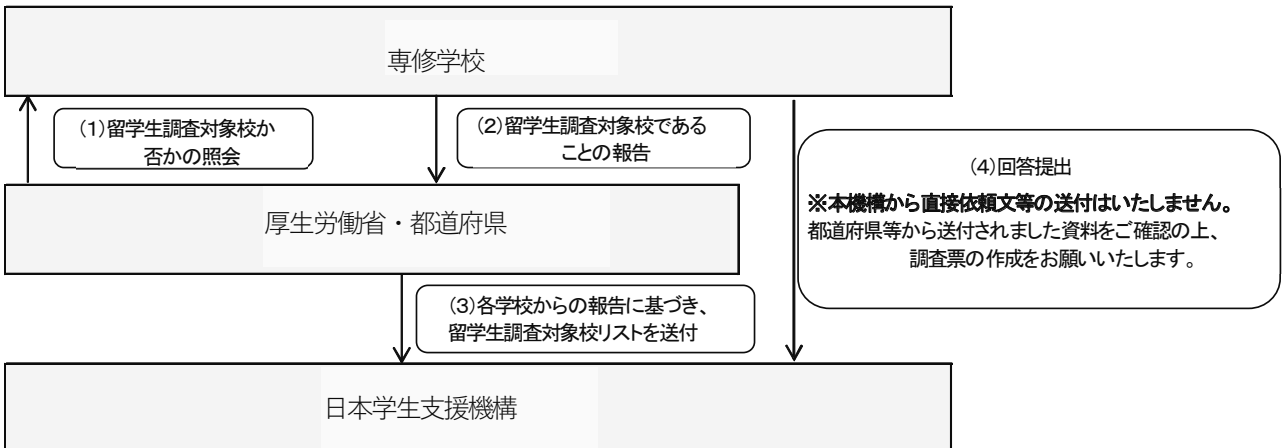 専修学校
(1)留学生調査対象校か
否かの照会
(2)留学生調査対象校である
ことの報告
(4)回答提出
※本機構から直接依頼文等の送付はいたしません。
都道府県等から送付されました資料をご確認の上、
調査票の作成をお願いいたします。
厚生労働省・都道府県
(3)各学校からの報告に基づき、
留学生調査対象校リストを送付
日本学生支援機構